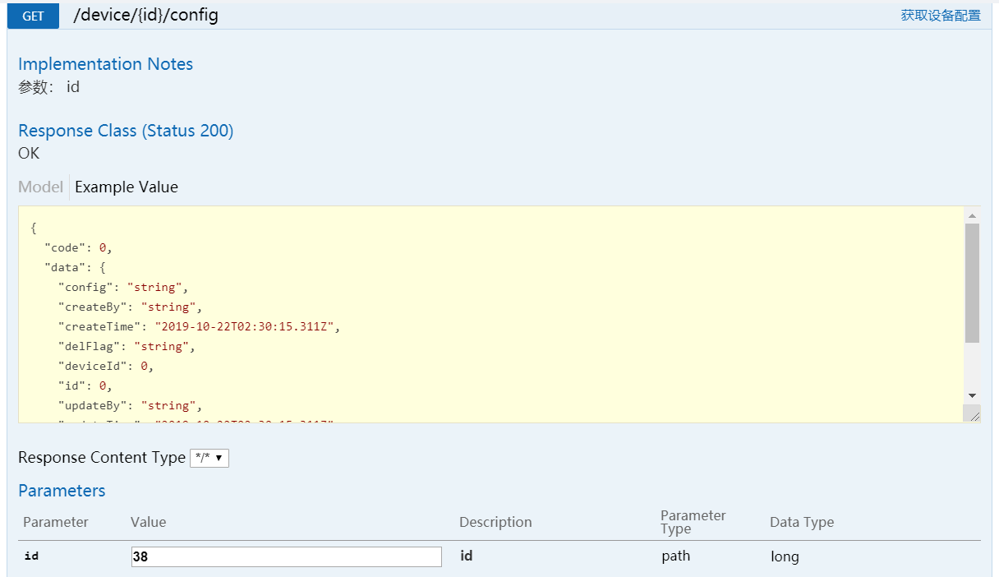 GET /device/{id}/config 获取设备配置
Implementation Notes
参数： id
Response Class (Status 200)
OK
Model Example Value
{
"code": 0,
"data": {
"config": "string",
"createBy": "string",
"createTime": "2019-10-22T02:30:15.311Z",
"delFlag": "string",
"deviceId": 0,
"id": 0,
"updateBy": "string",
Response Content Type */*
Parameters
Parameter Value Description Parameter Type Data Type
id 38 id path long